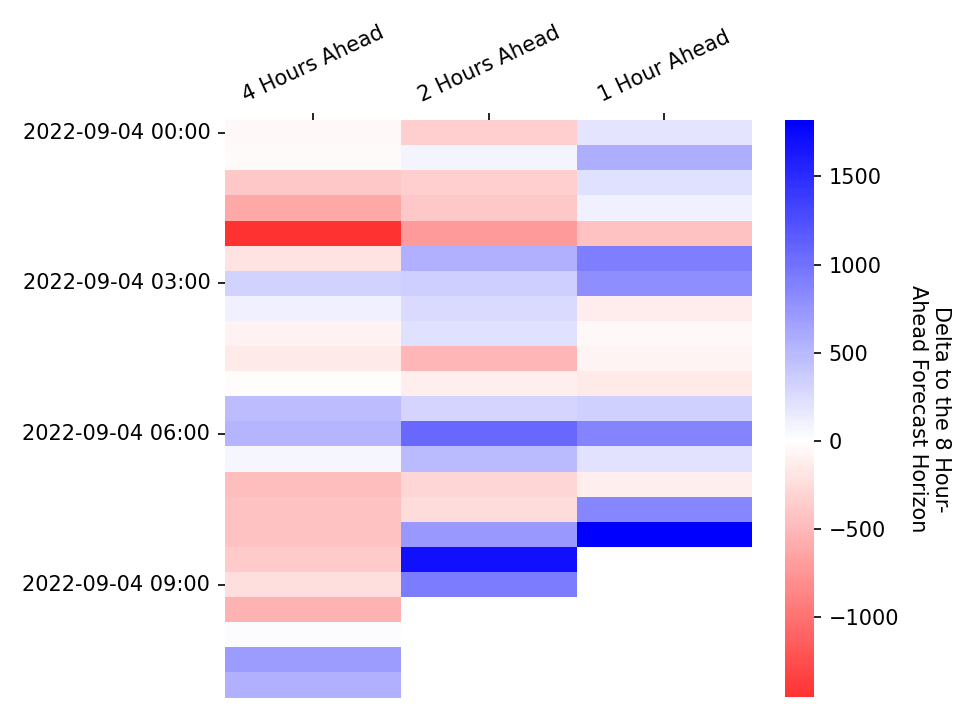 4 Hours Ahead
2 Hours Ahead
1 Hour Ahead
2022-09-04 00:00
2022-09-04 03:00
2022-09-04 06:00
2022-09-04 09:00
1500
1000
500
0
−500
−1000
Delta to the 8 Hour-
Ahead Forecast Horizon